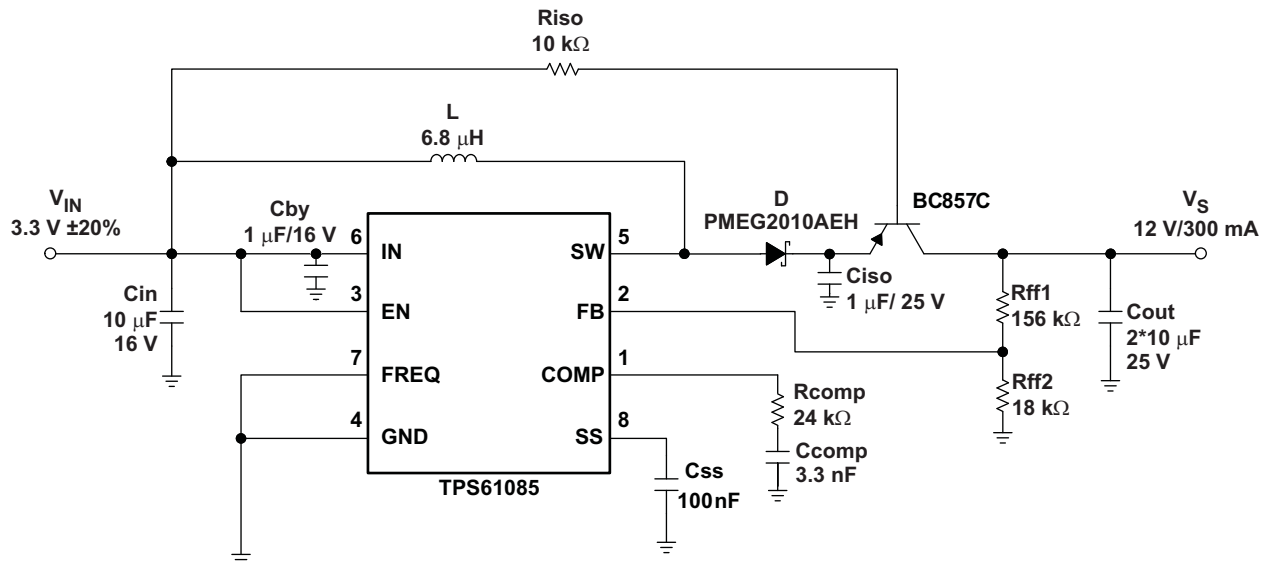 Riso
10 kΩ
L
6.8 μH
VIN
3.3 V ±20%
Cby
1 μF/16 V
D
PMEG2010AEH
BC857C
VS
12 V/300 mA
6
IN
SW
5
Cin
10 μF
16 V
3
EN
FB
2
Ciso
1 μF/ 25 V
Rff1
156 kΩ
Cout
2*10 μF
25 V
7
FREQ
COMP
1
Rcomp
24 kΩ
Rff2
18 kΩ
4
GND
SS
8
Ccomp
3.3 nF
Css
100nF
TPS61085